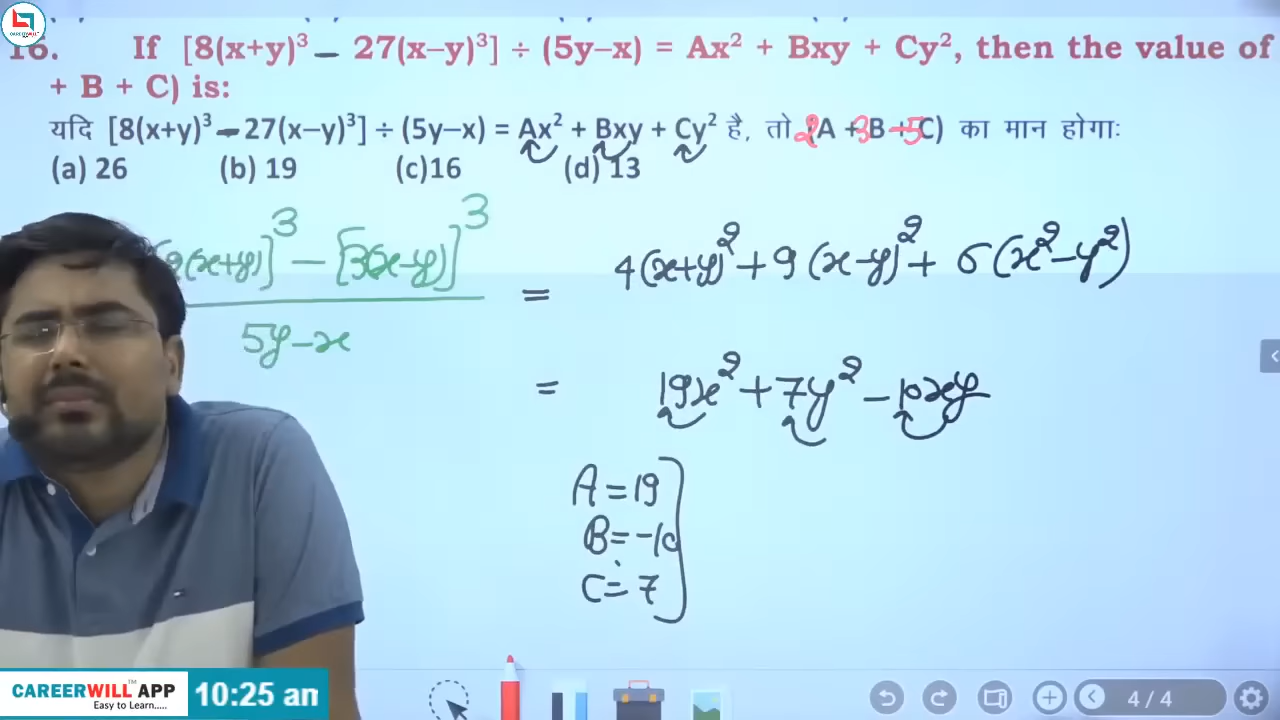 CAREERWILL
16. If [8(x+y)³ – 27(x–y)³] ÷ (5y–x) = Ax² + Bxy + Cy², then the value of
+ B + C) is:
यदि [8(x+y)³ – 27(x–y)³] ÷ (5y–x) = Ax² + Bxy + Cy² है, तो 2(A + 3B – 5C) का मान होगाः
(a) 26 (b) 19 (c)16 (d) 13
(x+y)]³ – [3(x–y)]³ = 4(x+y)² + 9(x–y)² + 6(x²–y²)
5y–x
= 19x² + 7y² – 10xy
A = 19
B = –10
C = 7
CAREERWILL™ APP
Easy to Learn.....
10:25 am
4 / 4